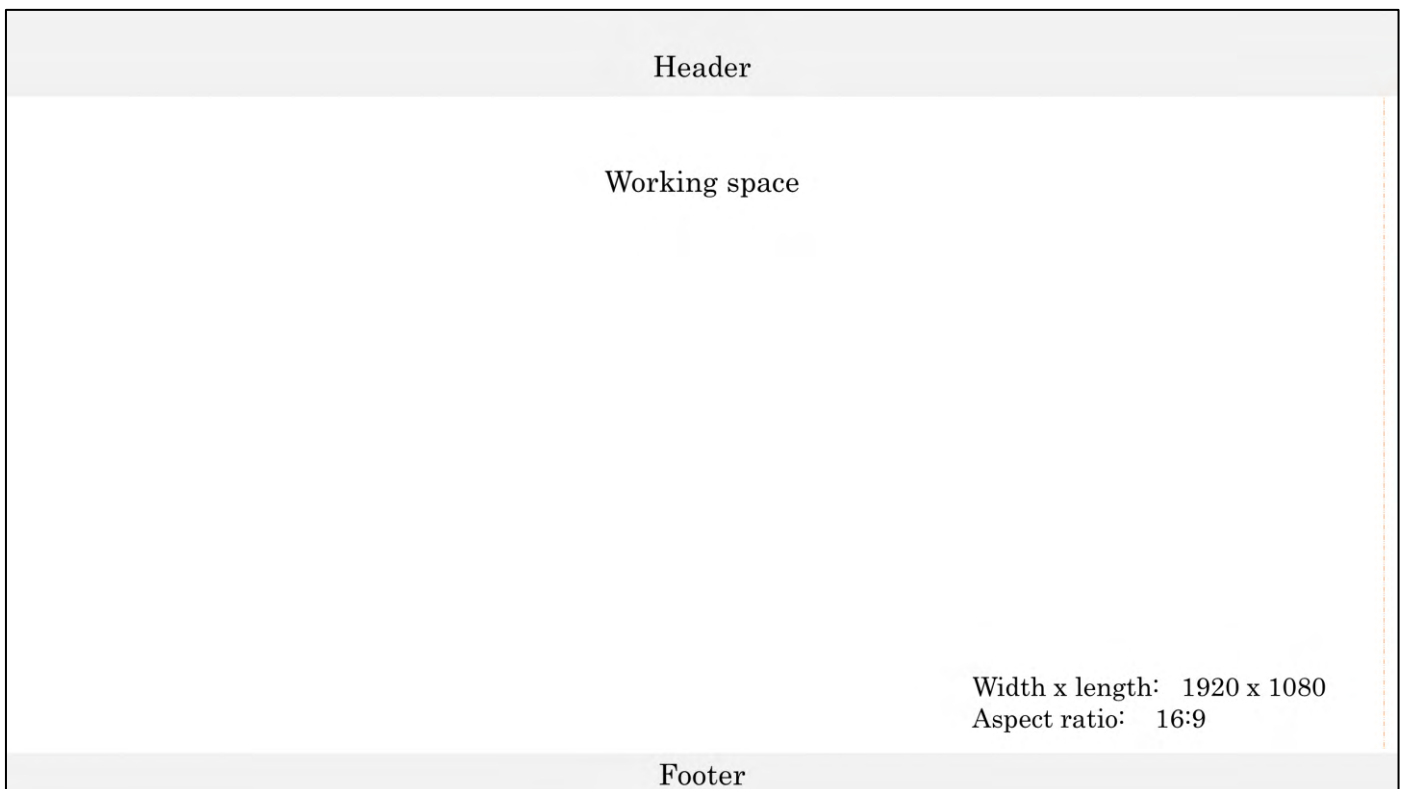 Header
Working space
Width x length: 1920 x 1080
Aspect ratio: 16:9
Footer